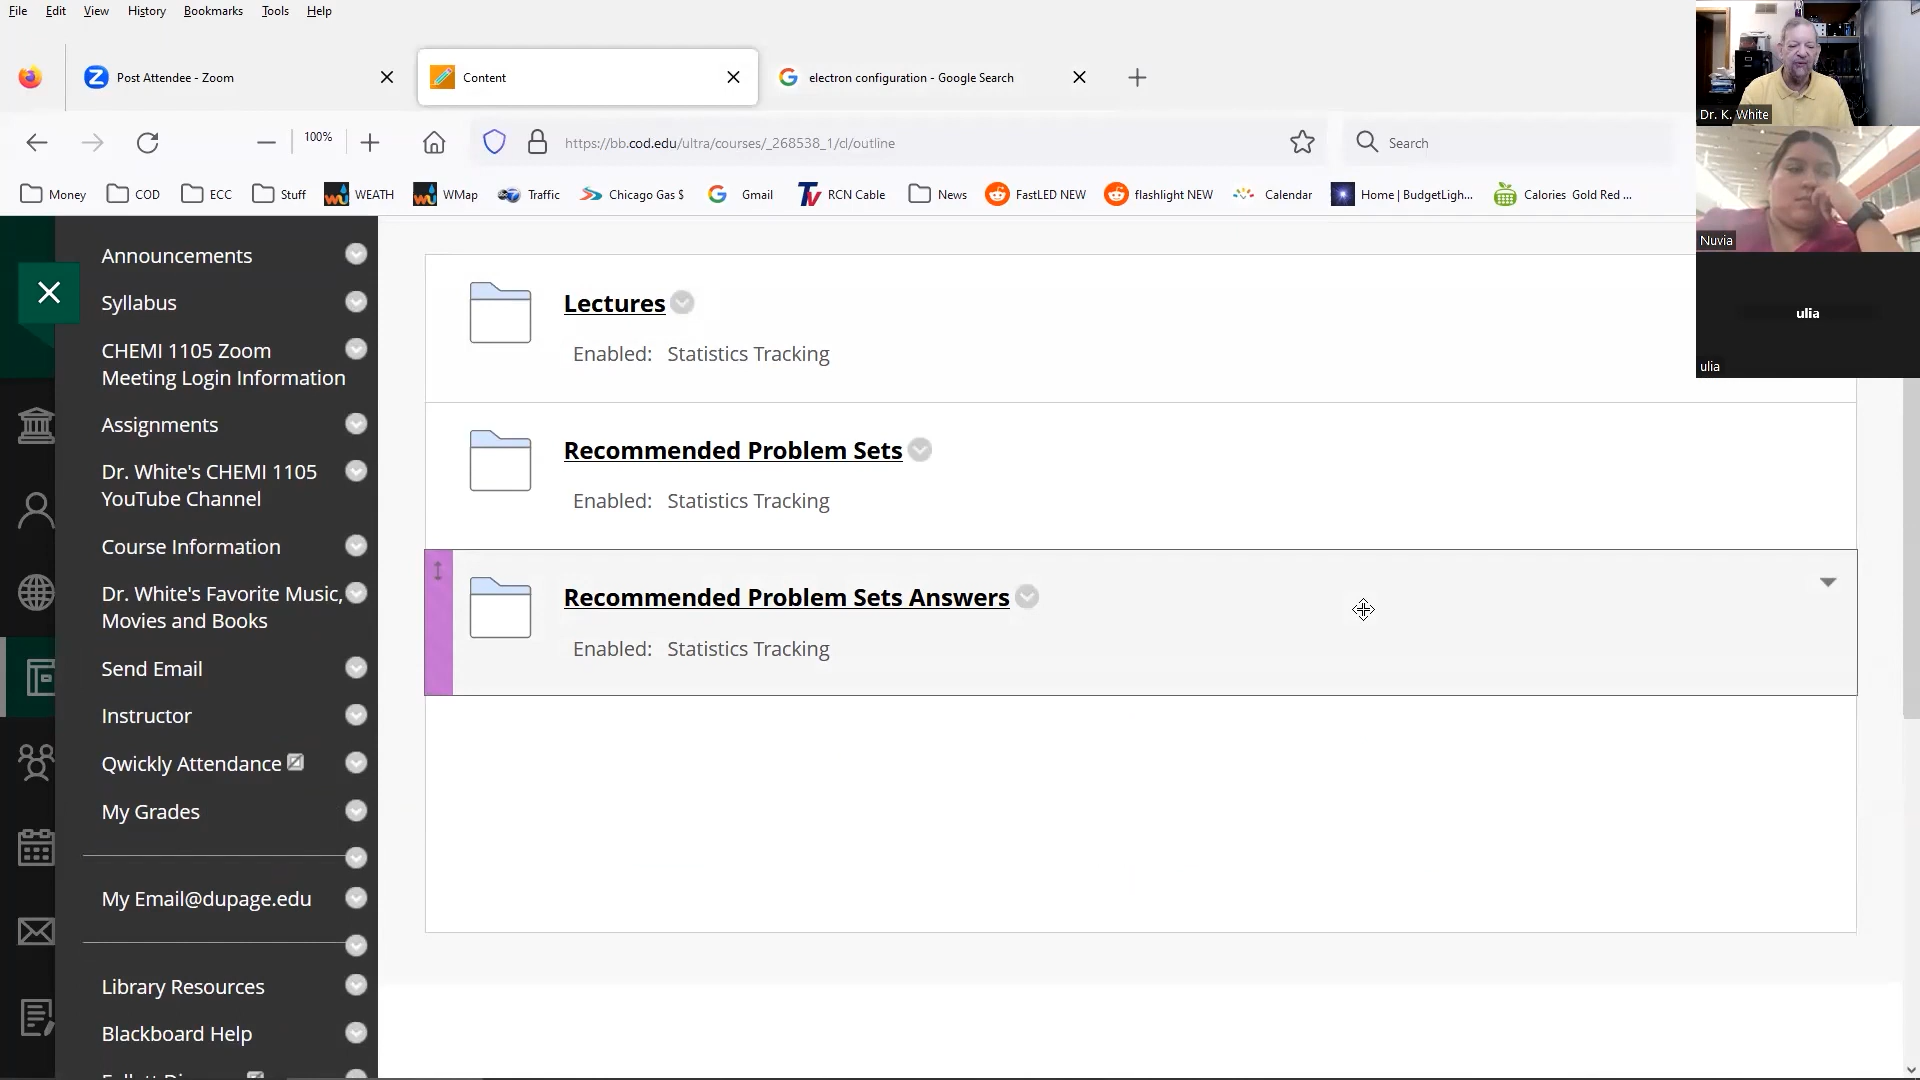 File Edit View History Bookmarks Tools Help
Post Attendee - Zoom
Content
electron configuration - Google Search
100%
https://bb.cod.edu/ultra/courses/_268538_1/cl/outline
Search
Money COD ECC Stuff WEATH WMap Traffic Chicago Gas $ Gmail RCN Cable News FastLED NEW flashlight NEW Calendar Home | BudgetLigh... Calories Gold Red ...
Dr. K. White
Nuvia
ulia
ulia
Announcements
Syllabus
CHEMI 1105 Zoom
Meeting Login Information
Assignments
Dr. White's CHEMI 1105
YouTube Channel
Course Information
Dr. White's Favorite Music,
Movies and Books
Send Email
Instructor
Qwickly Attendance
My Grades
My Email@dupage.edu
Library Resources
Blackboard Help
Lectures
Enabled: Statistics Tracking
Recommended Problem Sets
Enabled: Statistics Tracking
Recommended Problem Sets Answers
Enabled: Statistics Tracking